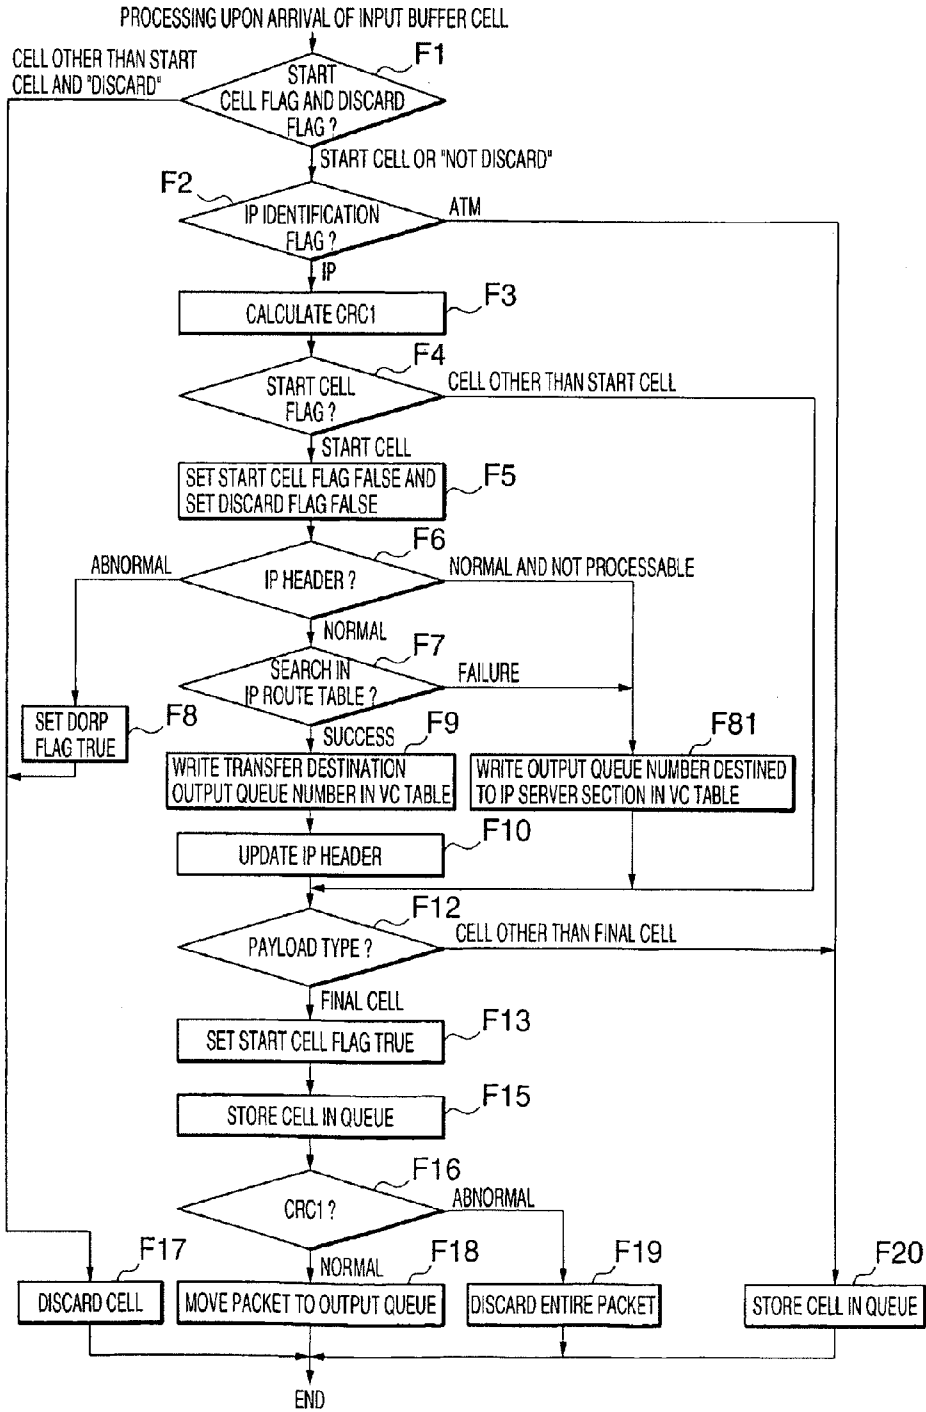 PROCESSING UPON ARRIVAL OF INPUT BUFFER CELL
CELL OTHER THAN START
CELL AND "DISCARD"
F1
START
CELL FLAG AND DISCARD
FLAG ?
START CELL OR "NOT DISCARD"
F2
IP IDENTIFICATION
FLAG ?
ATM
IP
F3
CALCULATE CRC1
F4
START CELL
FLAG ?
CELL OTHER THAN START CELL
START CELL
F5
SET START CELL FLAG FALSE AND
SET DISCARD FLAG FALSE
F6
ABNORMAL
IP HEADER ?
NORMAL AND NOT PROCESSABLE
NORMAL
F7
SEARCH IN
IP ROUTE TABLE ?
FAILURE
SUCCESS
F8
SET DORP
FLAG TRUE
F9
WRITE TRANSFER DESTINATION
OUTPUT QUEUE NUMBER IN VC TABLE
F81
WRITE OUTPUT QUEUE NUMBER DESTINED
TO IP SERVER SECTION IN VC TABLE
F10
UPDATE IP HEADER
F12
PAYLOAD TYPE ?
CELL OTHER THAN FINAL CELL
FINAL CELL
F13
SET START CELL FLAG TRUE
F15
STORE CELL IN QUEUE
F16
CRC1 ?
ABNORMAL
NORMAL
F17
DISCARD CELL
F18
MOVE PACKET TO OUTPUT QUEUE
F19
DISCARD ENTIRE PACKET
F20
STORE CELL IN QUEUE
END